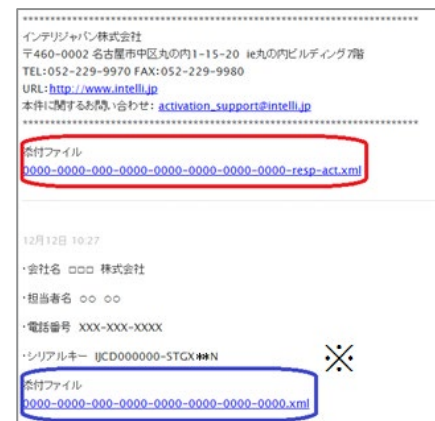 ************************************************************
インテリジャパン株式会社
〒460-0002 名古屋市中区丸の内1-15-20 ie丸の内ビルディング7階
TEL:052-229-9970 FAX:052-229-9980
URL:http://www.intelli.jp
本件に関するお問い合わせ: activation_support@intelli.jp
************************************************************
添付ファイル
0000-0000-000-0000-0000-0000-0000-0000-resp-act.xml
12月12日 10:27
・会社名 □□□ 株式会社
・担当者名 ○○ ○○
・電話番号 XXX-XXX-XXXX
・シリアルキー IJCD000000-STGX**N
※
添付ファイル
0000-0000-000-0000-0000-0000-0000-0000.xml